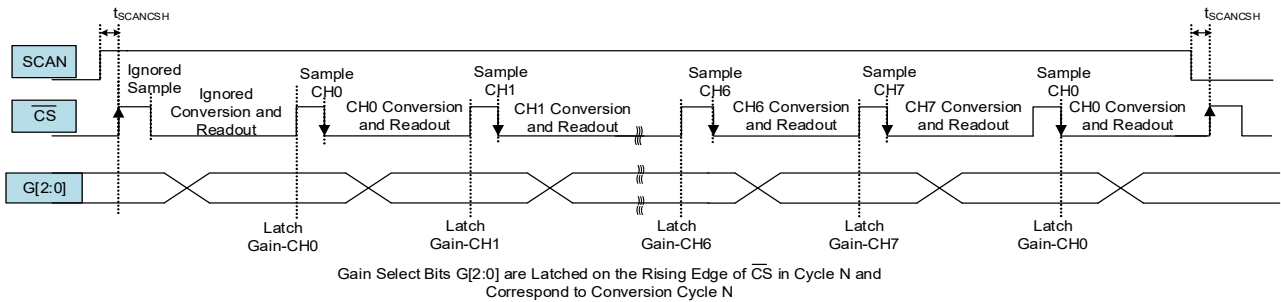 tSCANCSH
tSCANCSH
SCAN
Ignored
Sample
Sample
CH0
Sample
CH1
Sample
CH6
Sample
CH7
Sample
CH0
CS
Ignored
Conversion and
Readout
CH0 Conversion
and Readout
CH1 Conversion
and Readout
CH6 Conversion
and Readout
CH7 Conversion
and Readout
CH0 Conversion
and Readout
G[2:0]
Latch
Gain-CH0
Latch
Gain-CH1
Latch
Gain-CH6
Latch
Gain-CH7
Latch
Gain-CH0
Gain Select Bits G[2:0] are Latched on the Rising Edge of CS in Cycle N and
Correspond to Conversion Cycle N